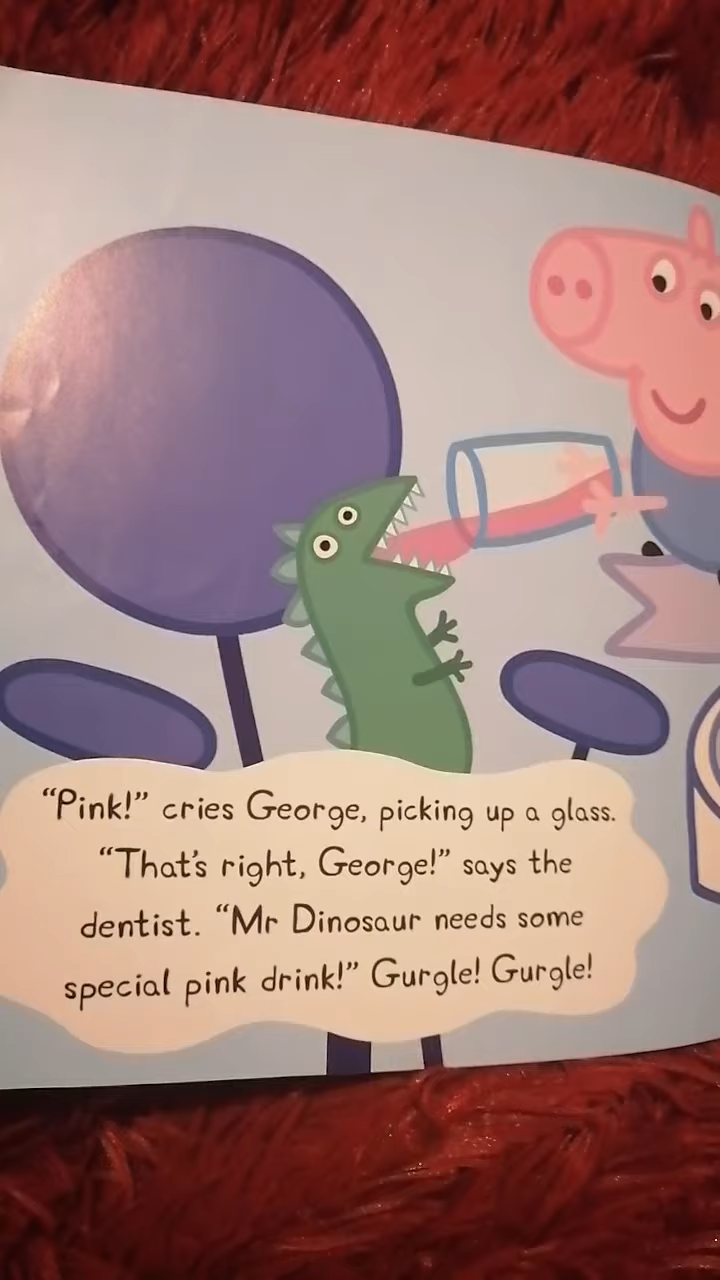 “Pink!” cries George, picking up a glass.
“That’s right, George!” says the
dentist. “Mr Dinosaur needs some
special pink drink!” Gurgle! Gurgle!